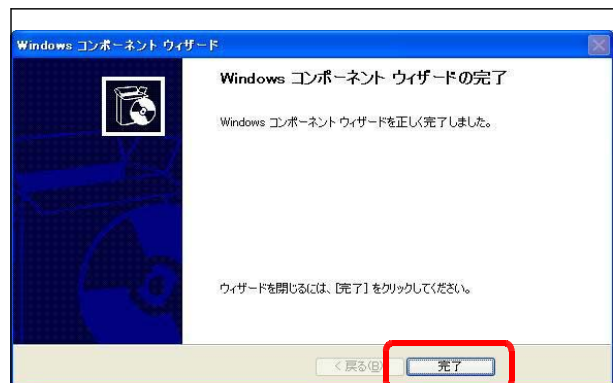 Windows コンポーネント ウィザード
Windows コンポーネント ウィザードの完了
Windows コンポーネント ウィザードを正しく完了しました。
ウィザードを閉じるには、[完了] をクリックしてください。
< 戻る(B)
完了